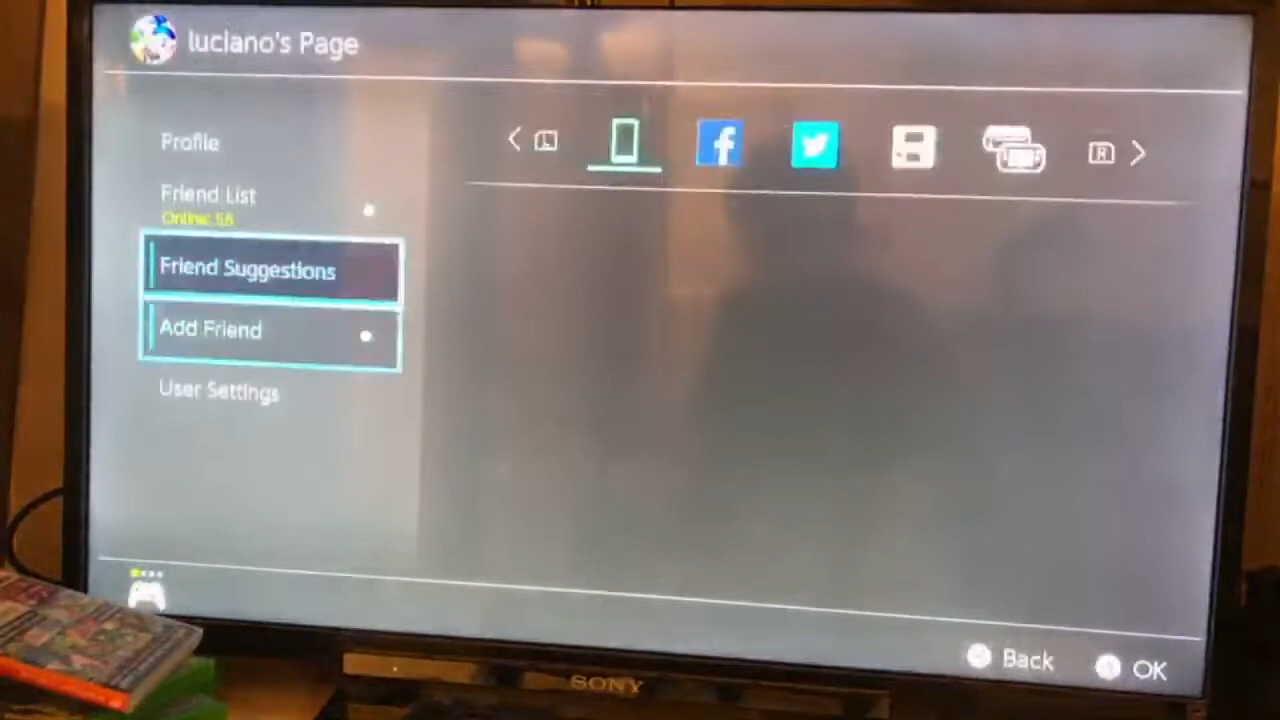 luciano's Page
Profile
Friend List
Online: 58
Friend Suggestions
Add Friend
User Settings
L
R
Back
OK
SONY